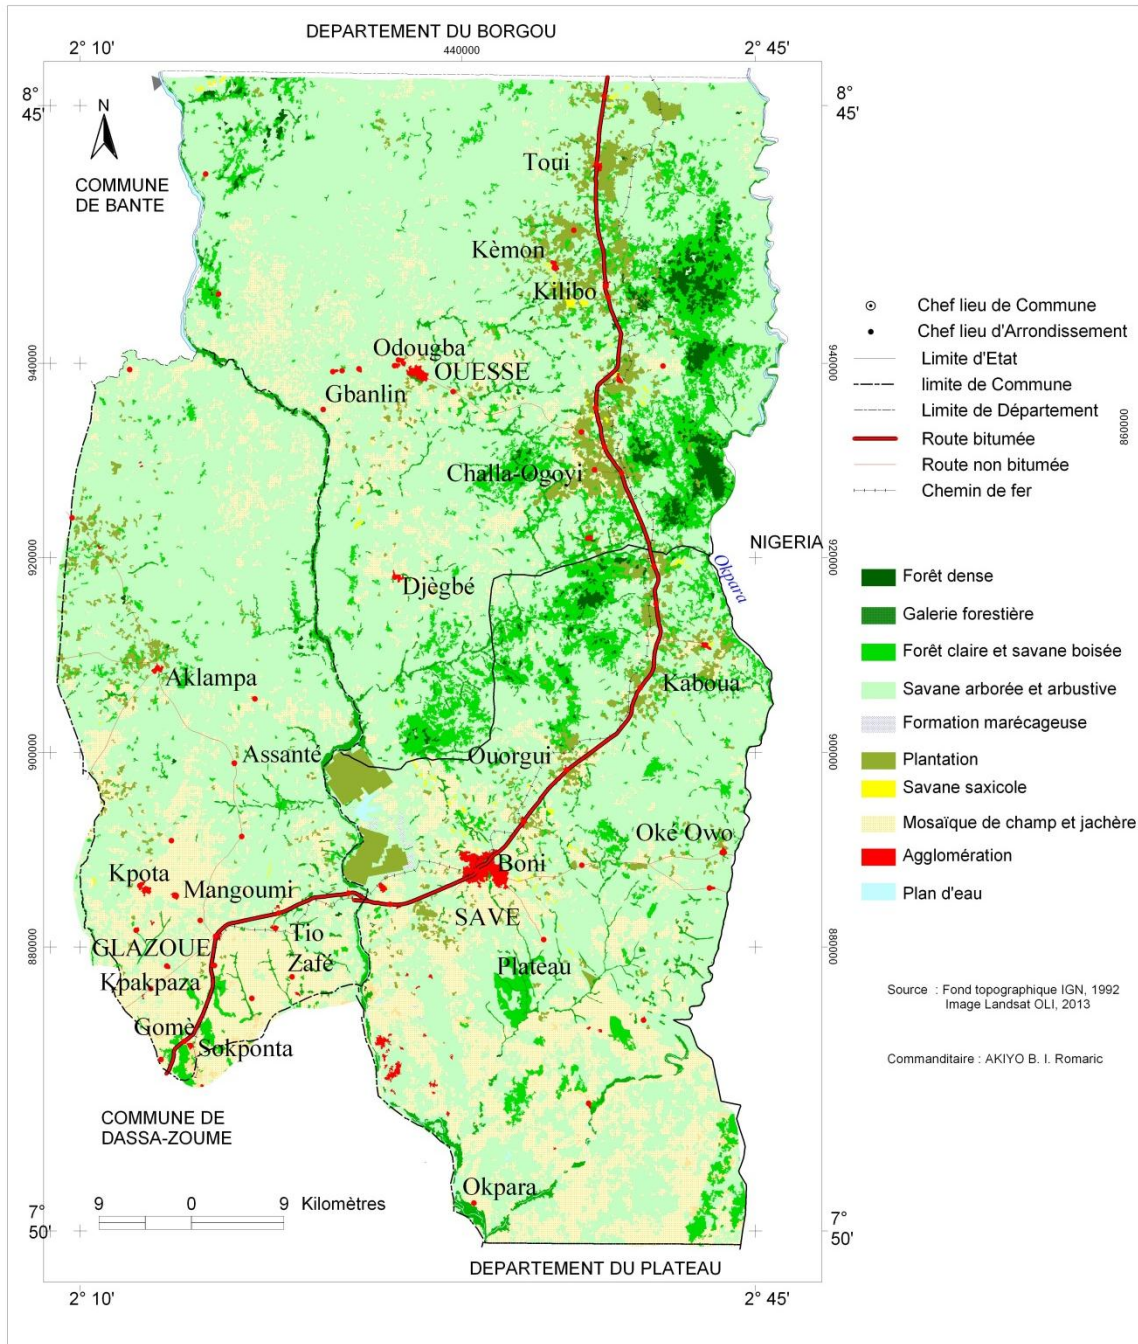 DEPARTEMENT DU BORGOU
2° 10'
440000
2° 45'
8°
45'
8°
45'
N
COMMUNE
DE BANTE
Toui
Kèmon
Kilibo
Odougba
OUESSE
Gbanlin
Challa-Ogoyi
Djègbé
Aklampa
Kaboua
Assanté
Ouorgui
Oké Owo
Boni
Kpota
Mangoumi
SAVE
GLAZOUE
Tio
Zafé
Plateau
Kpakpaza
Gomè
Sokponta
Okpara
NIGERIA
Okpara
940000
940000
920000
920000
900000
900000
880000
880000
860000
COMMUNE DE
DASSA-ZOUME
9 0 9 Kilomètres
7°
50'
7°
50'
DEPARTEMENT DU PLATEAU
2° 10'
2° 45'
Chef lieu de Commune
Chef lieu d'Arrondissement
Limite d'Etat
limite de Commune
Limite de Département
Route bitumée
Route non bitumée
Chemin de fer
Forêt dense
Galerie forestière
Forêt claire et savane boisée
Savane arborée et arbustive
Formation marécageuse
Plantation
Savane saxicole
Mosaïque de champ et jachère
Agglomération
Plan d'eau
Source : Fond topographique IGN, 1992
Image Landsat OLI, 2013
Commanditaire : AKIYO B. I. Romaric